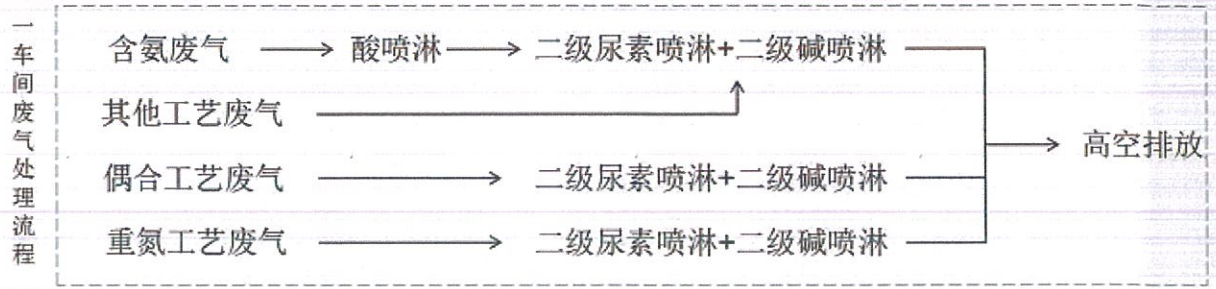 一车间废气处理流程
含氨废气 酸喷淋 二级尿素喷淋+二级碱喷淋
其他工艺废气
高空排放
偶合工艺废气 二级尿素喷淋+二级碱喷淋
重氮工艺废气 二级尿素喷淋+二级碱喷淋